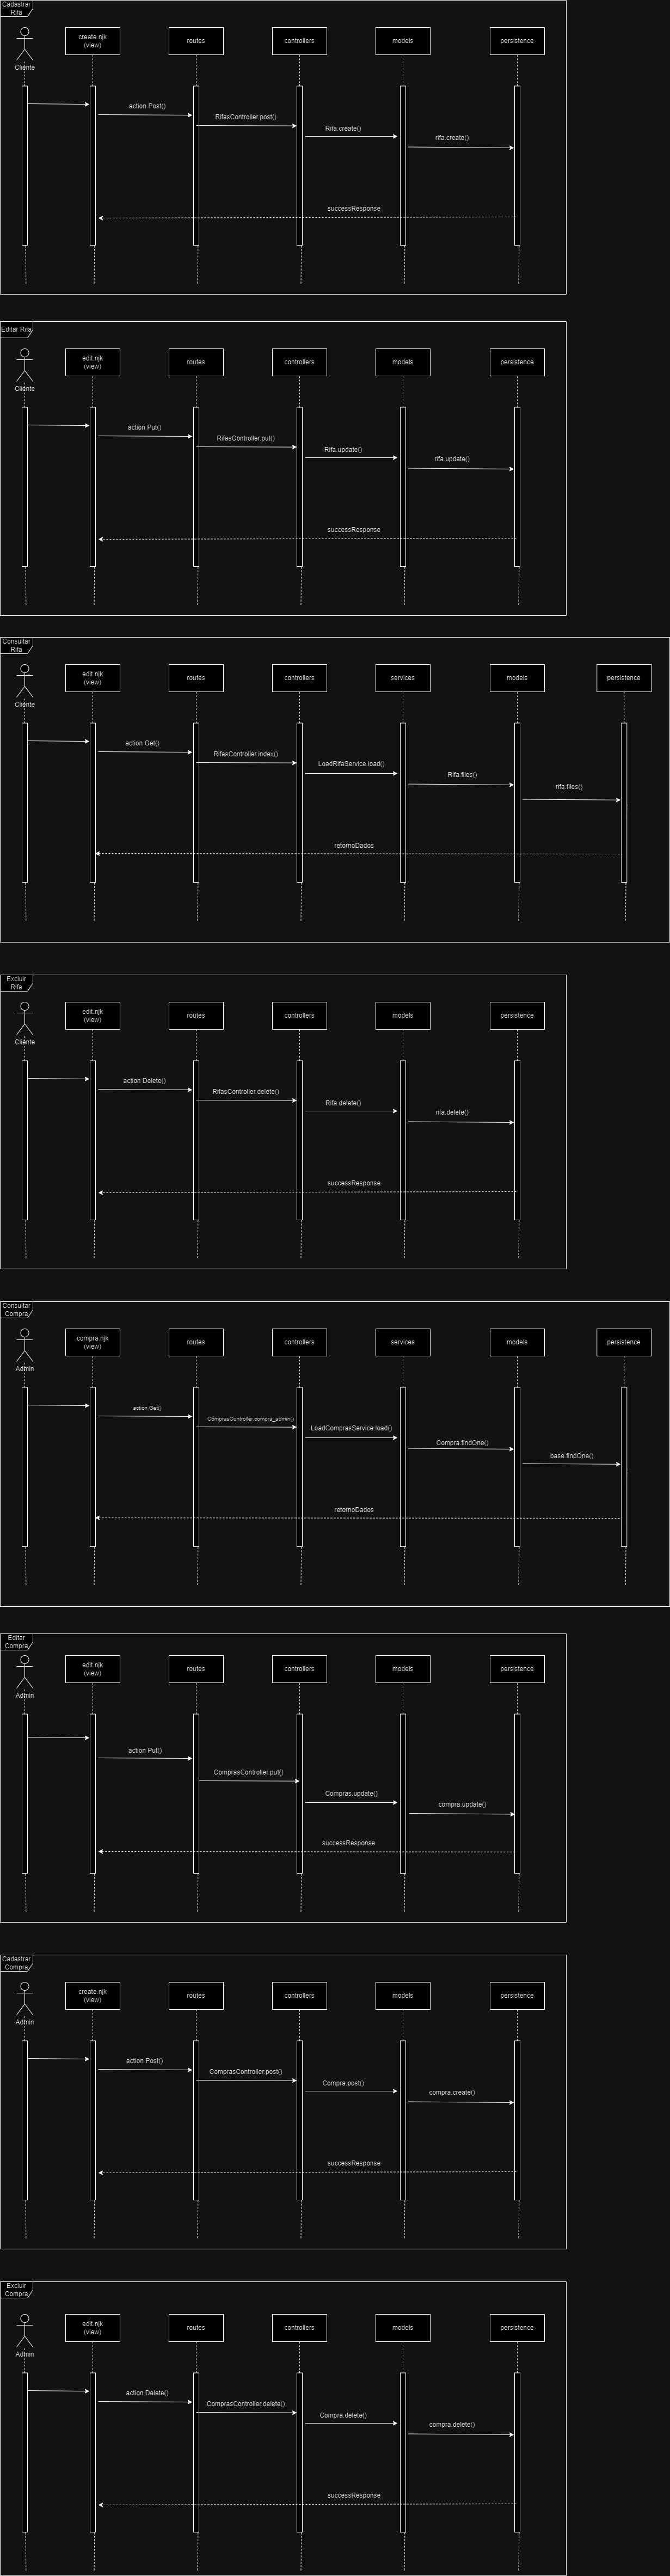 Cadastrar
Rifa
create.njk
(view)
routes
controllers
models
persistence
Cliente
action Post()
RifasController.post()
Rifa.create()
rifa.create()
successResponse
Editar Rifa
edit.njk
(view)
routes
controllers
models
persistence
Cliente
action Put()
RifasController.put()
Rifa.update()
rifa.update()
successResponse
Consultar
Rifa
edit.njk
(view)
routes
controllers
services
models
persistence
Cliente
action Get()
RifasController.index()
LoadRifaService.load()
Rifa.files()
rifa.files()
retornoDados
Excluir
Rifa
edit.njk
(view)
routes
controllers
models
persistence
Cliente
action Delete()
RifasController.delete()
Rifa.delete()
rifa.delete()
successResponse
Consultar
Compra
compra.njk
(view)
routes
controllers
services
models
persistence
Admin
action Get()
ComprasController.compra_admin()
LoadComprasService.load()
Compra.findOne()
base.findOne()
retornoDados
Editar
Compra
edit.njk
(view)
routes
controllers
models
persistence
Admin
action Put()
ComprasController.put()
Compras.update()
compra.update()
successResponse
Cadastrar
Compra
create.njk
(view)
routes
controllers
models
persistence
Admin
action Post()
ComprasController.post()
Compra.post()
compra.create()
successResponse
Excluir
Compra
edit.njk
(view)
routes
controllers
models
persistence
Admin
action Delete()
ComprasController.delete()
Compra.delete()
compra.delete()
successResponse